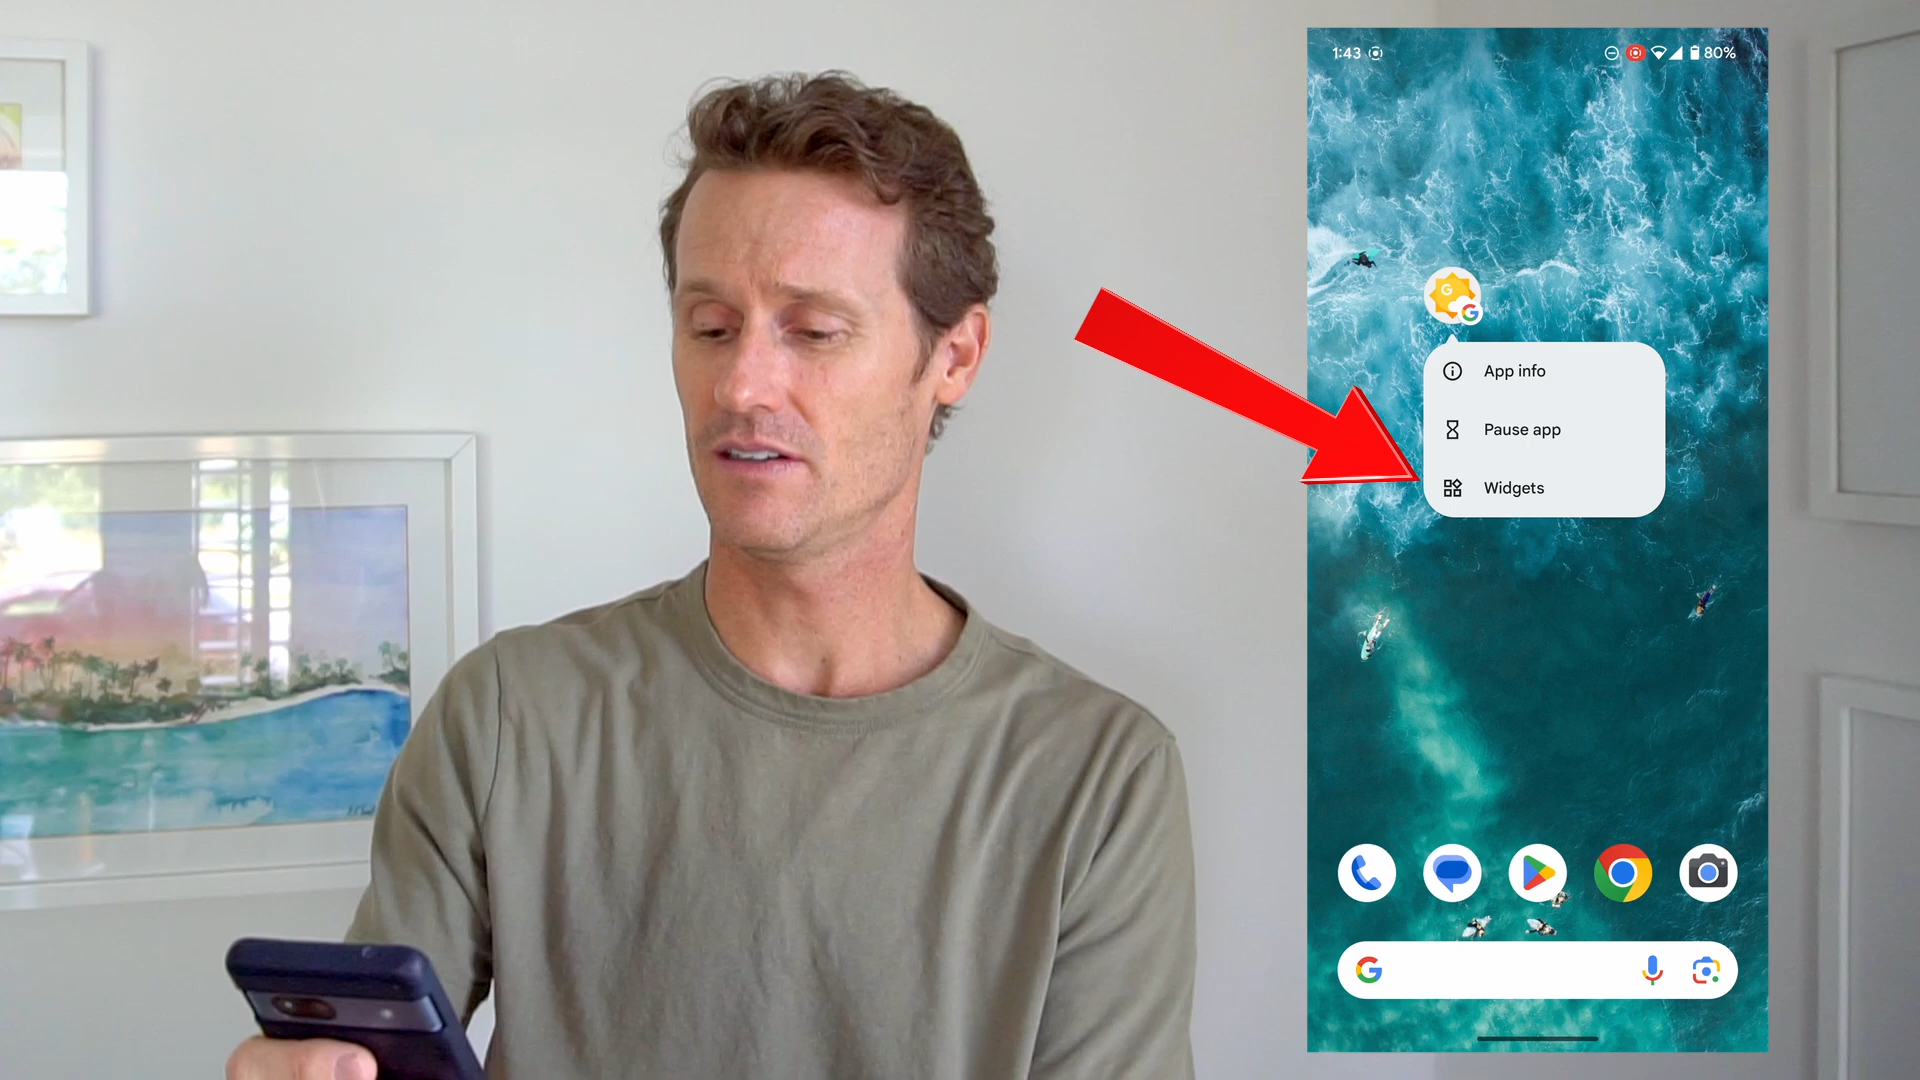 1:43
80%
App info
Pause app
Widgets